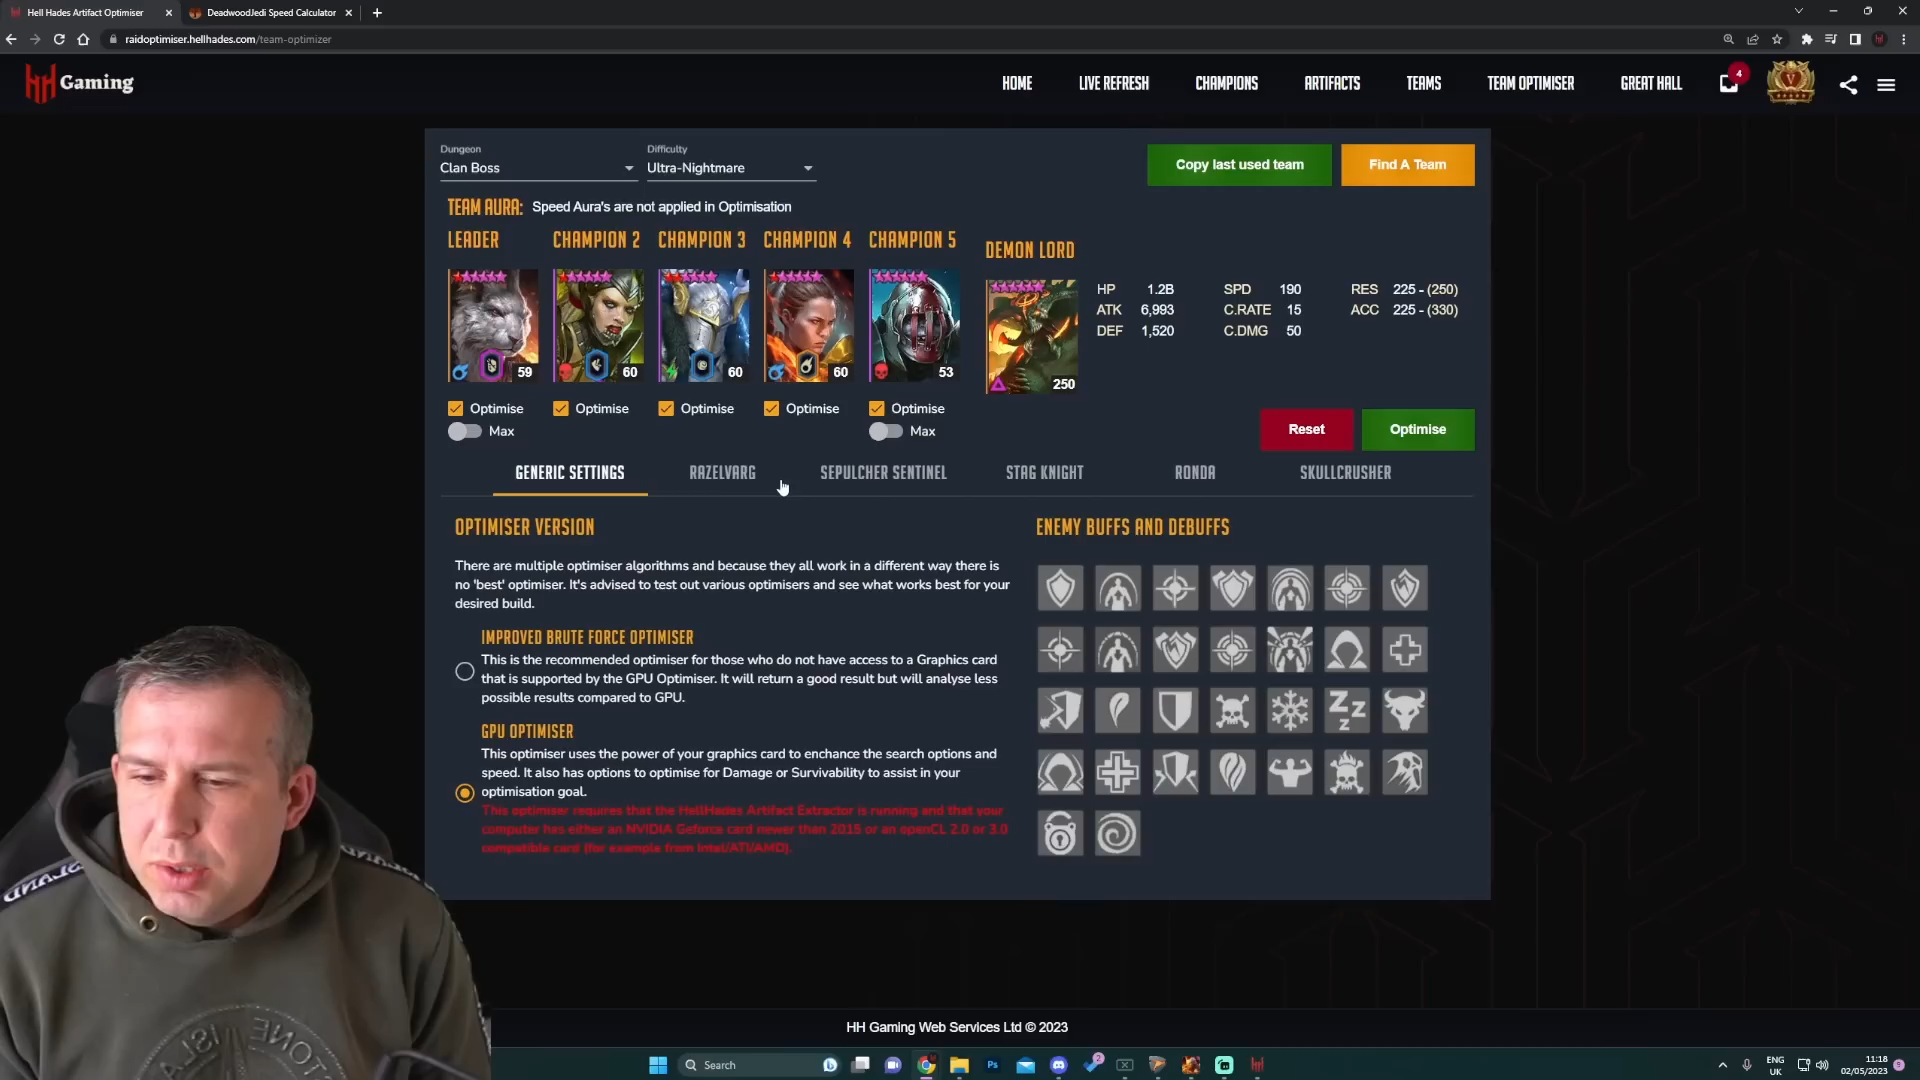 Hell Hades Artifact Optimiser
DeadwoodJedi Speed Calculator
raidoptimiser.hellhades.com/team-optimizer
HH Gaming
HOME
LIVE REFRESH
CHAMPIONS
ARTIFACTS
TEAMS
TEAM OPTIMISER
GREAT HALL
4
V
Dungeon
Clan Boss
Difficulty
Ultra-Nightmare
Copy last used team
Find A Team
TEAM AURA: Speed Aura's are not applied in Optimisation
LEADER
CHAMPION 2
CHAMPION 3
CHAMPION 4
CHAMPION 5
DEMON LORD
59
60
60
60
53
250
HP 1.2B
SPD 190
RES 225 - (250)
ATK 6,993
C.RATE 15
ACC 225 - (330)
DEF 1,520
C.DMG 50
Optimise
Optimise
Optimise
Optimise
Optimise
Max
Max
Reset
Optimise
GENERIC SETTINGS
RAZELVARG
SEPULCHER SENTINEL
STAG KNIGHT
RONDA
SKULLCRUSHER
OPTIMISER VERSION
There are multiple optimiser algorithms and because they all work in a different way there is
no 'best' optimiser. It's advised to test out various optimisers and see what works best for your
desired build.
IMPROVED BRUTE FORCE OPTIMISER
This is the recommended optimiser for those who do not have access to a Graphics card
that is supported by the GPU Optimiser. It will return a good result but will analyse less
possible results compared to GPU.
GPU OPTIMISER
This optimiser uses the power of your graphics card to enchance the search options and
speed. It also has options to optimise for Damage or Survivability to assist in your
optimisation goal.
This optimiser requires that the HellHades Artifact Extractor is running and that your
computer has either an NVIDIA Geforce card newer than 2015 or an openCL 2.0 or 3.0
compatible card (for example from Intel/ATI/AMD).
ENEMY BUFFS AND DEBUFFS
Z Z Z
HH Gaming Web Services Ltd © 2023
Search
Ps
2
ENG
UK
11:18
02/05/2023